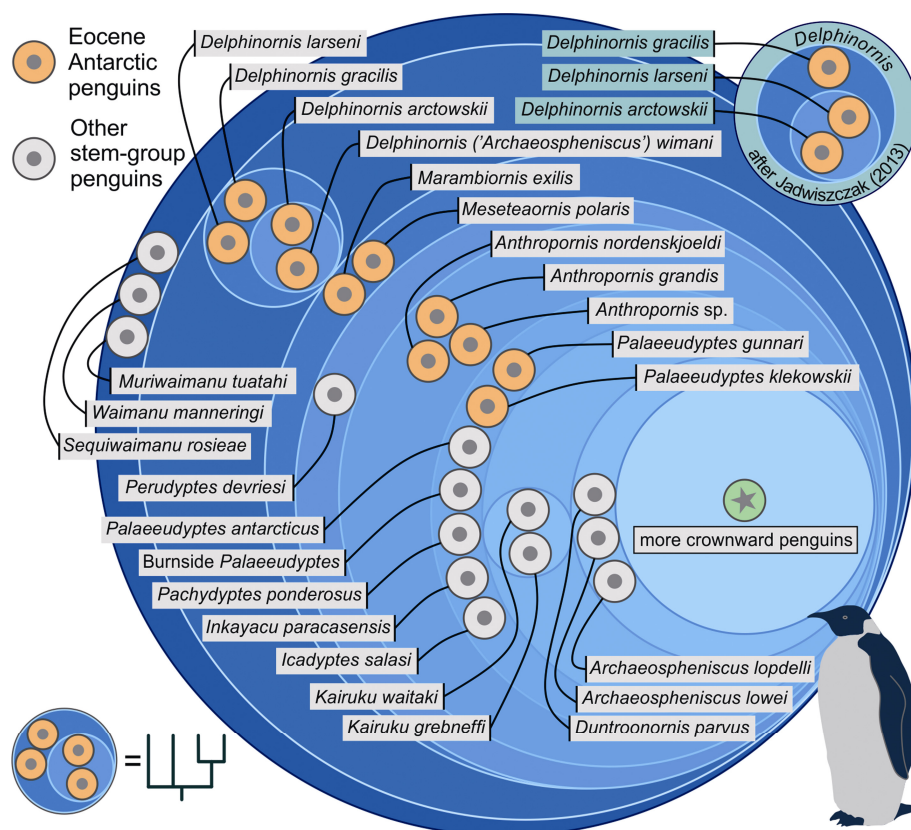 Eocene
Antarctic
penguins
Other
stem-group
penguins
Delphinornis larseni
Delphinornis gracilis
Delphinornis arctowskii
Delphinornis ('Archaeospheniscus') wimani
Marambiornis exilis
Meseteaornis polaris
Anthropornis nordenskjoeldi
Anthropornis grandis
Anthropornis sp.
Palaeeudyptes gunnari
Palaeeudyptes klekowskii
Delphinornis gracilis
Delphinornis larseni
Delphinornis arctowskii
Delphinornis
after Jadwiszczak (2013)
Muriwaimanu tuatahi
Waimanu manneringi
Sequiwaimanu rosieae
Perudyptes devriesi
Palaeeudyptes antarcticus
Burnside Palaeeudyptes
Pachydyptes ponderosus
Inkayacu paracasensis
Icadyptes salasi
Kairuku waitaki
Kairuku grebneffi
more crownward penguins
Archaeospheniscus lopdelli
Archaeospheniscus lowei
Duntroonornis parvus
=